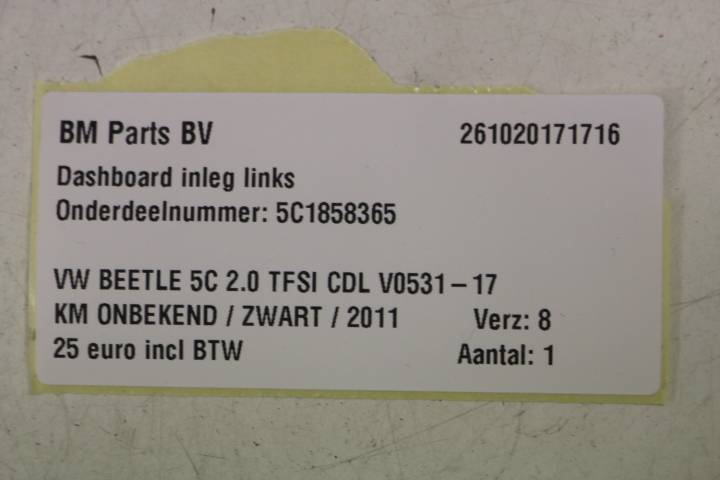 BM Parts BV 261020171716
Dashboard inleg links
Onderdeelnummer: 5C1858365
VW BEETLE 5C 2.0 TFSI CDL V0531-17
KM ONBEKEND / ZWART / 2011 Verz: 8
25 euro incl BTW Aantal: 1